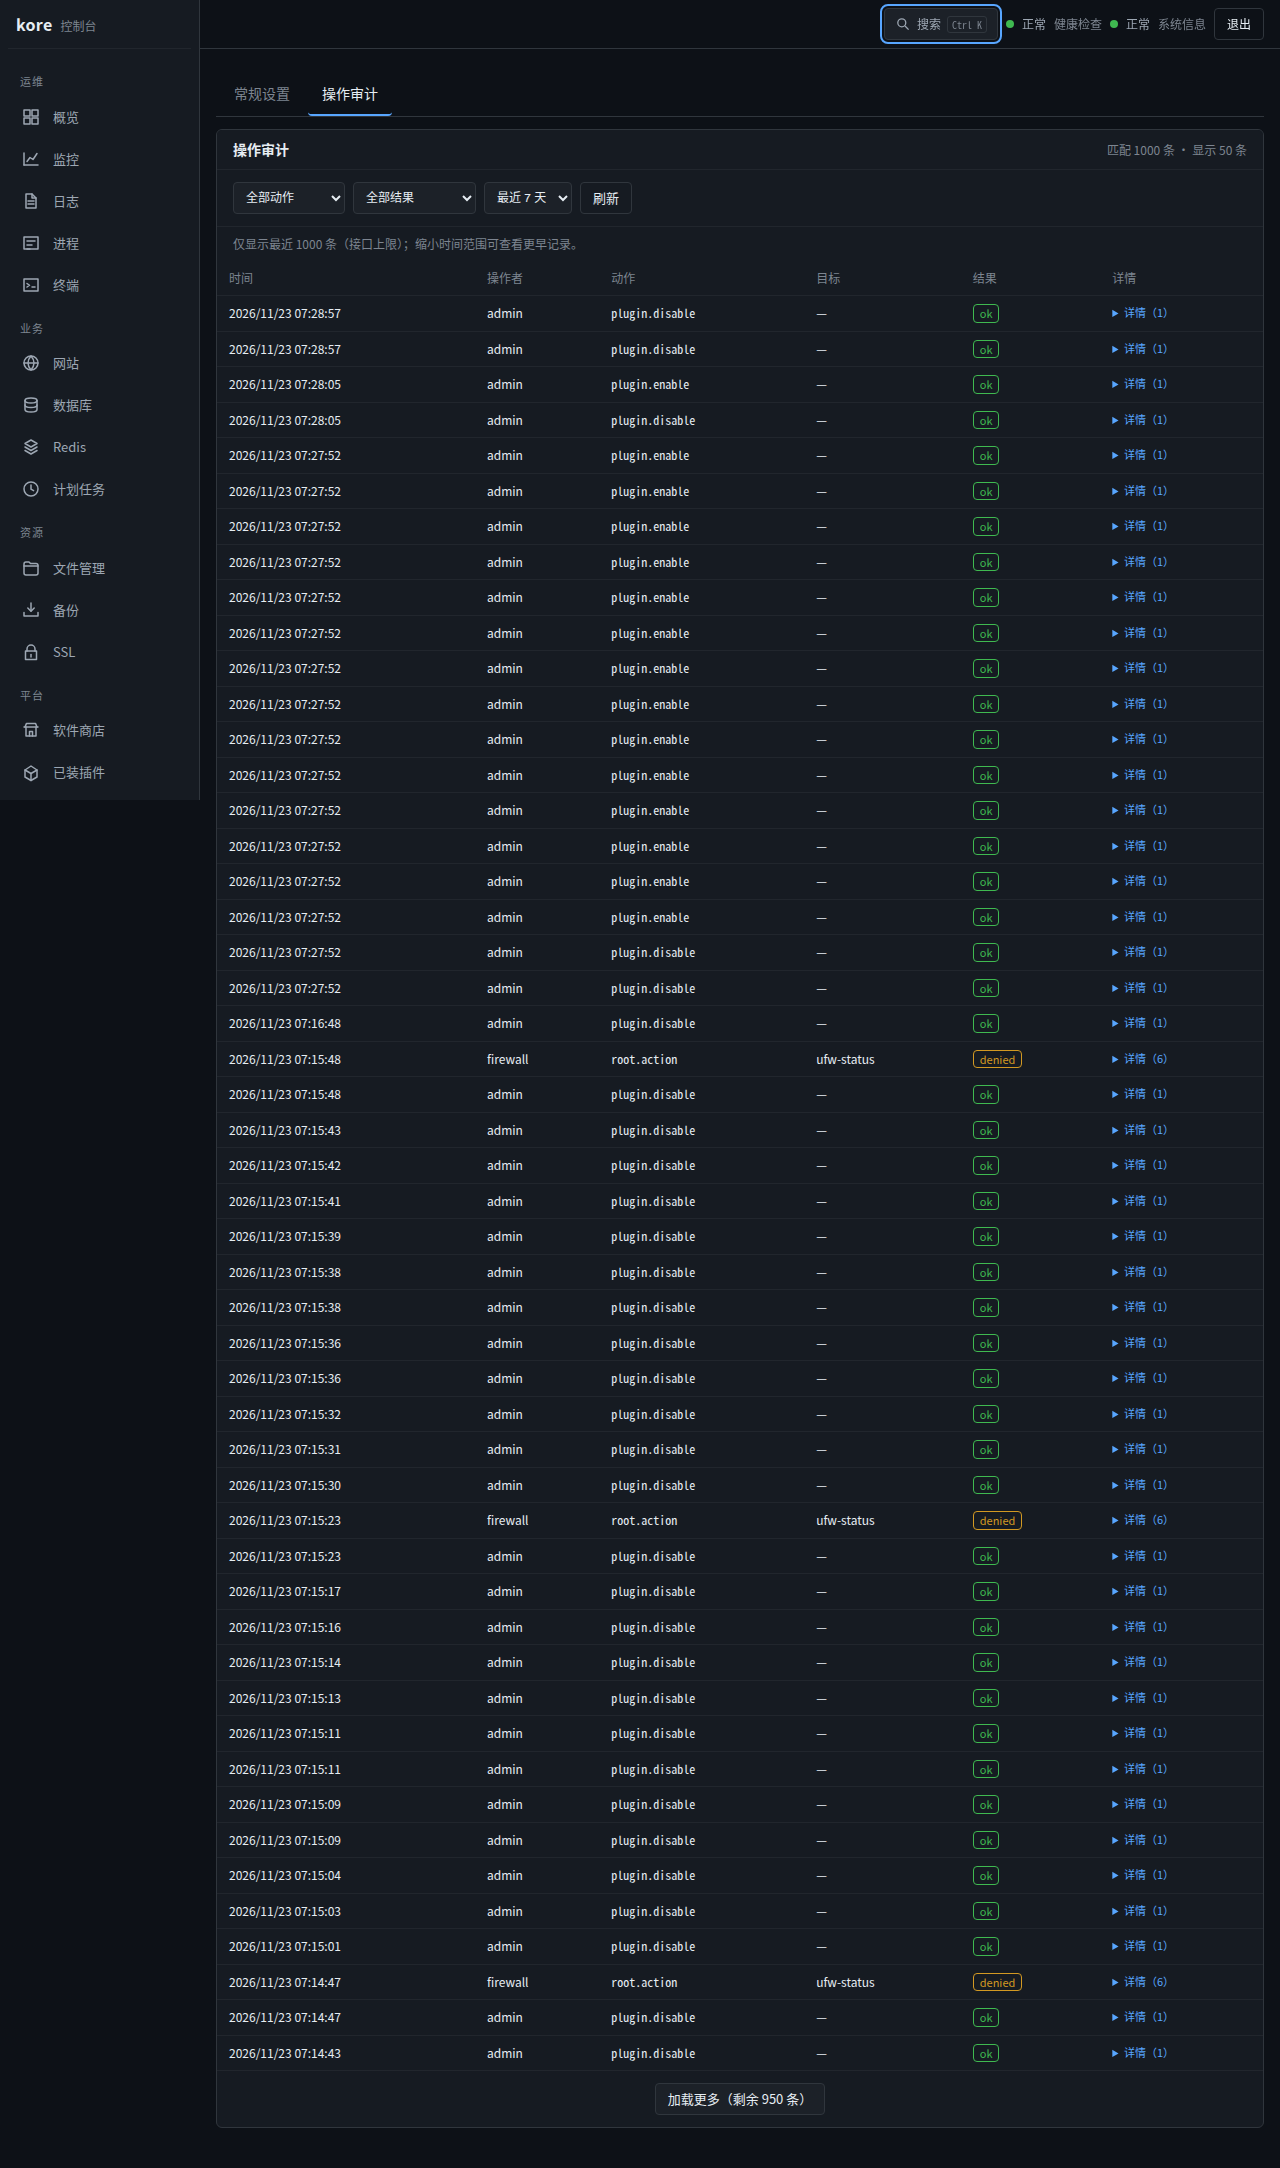 kore 控制台
搜索 Ctrl K 正常 健康检查 正常 系统信息 退出
运维
概览
监控
日志
进程
终端
业务
网站
数据库
Redis
计划任务
资源
文件管理
备份
SSL
平台
软件商店
已装插件
常规设置 操作审计
操作审计 匹配 1000 条 · 显示 50 条
全部动作 全部结果 最近 7 天 刷新
仅显示最近 1000 条（接口上限）；缩小时间范围可查看更早记录。
时间 操作者 动作 目标 结果 详情
2026/11/23 07:28:57 admin plugin.disable — ok 详情（1）
2026/11/23 07:28:57 admin plugin.disable — ok 详情（1）
2026/11/23 07:28:05 admin plugin.enable — ok 详情（1）
2026/11/23 07:28:05 admin plugin.disable — ok 详情（1）
2026/11/23 07:27:52 admin plugin.enable — ok 详情（1）
2026/11/23 07:27:52 admin plugin.enable — ok 详情（1）
2026/11/23 07:27:52 admin plugin.enable — ok 详情（1）
2026/11/23 07:27:52 admin plugin.enable — ok 详情（1）
2026/11/23 07:27:52 admin plugin.enable — ok 详情（1）
2026/11/23 07:27:52 admin plugin.enable — ok 详情（1）
2026/11/23 07:27:52 admin plugin.enable — ok 详情（1）
2026/11/23 07:27:52 admin plugin.enable — ok 详情（1）
2026/11/23 07:27:52 admin plugin.enable — ok 详情（1）
2026/11/23 07:27:52 admin plugin.enable — ok 详情（1）
2026/11/23 07:27:52 admin plugin.enable — ok 详情（1）
2026/11/23 07:27:52 admin plugin.enable — ok 详情（1）
2026/11/23 07:27:52 admin plugin.enable — ok 详情（1）
2026/11/23 07:27:52 admin plugin.enable — ok 详情（1）
2026/11/23 07:27:52 admin plugin.disable — ok 详情（1）
2026/11/23 07:27:52 admin plugin.disable — ok 详情（1）
2026/11/23 07:16:48 admin plugin.disable — ok 详情（1）
2026/11/23 07:15:48 firewall root.action ufw-status denied 详情（6）
2026/11/23 07:15:48 admin plugin.disable — ok 详情（1）
2026/11/23 07:15:43 admin plugin.disable — ok 详情（1）
2026/11/23 07:15:42 admin plugin.disable — ok 详情（1）
2026/11/23 07:15:41 admin plugin.disable — ok 详情（1）
2026/11/23 07:15:39 admin plugin.disable — ok 详情（1）
2026/11/23 07:15:38 admin plugin.disable — ok 详情（1）
2026/11/23 07:15:38 admin plugin.disable — ok 详情（1）
2026/11/23 07:15:36 admin plugin.disable — ok 详情（1）
2026/11/23 07:15:36 admin plugin.disable — ok 详情（1）
2026/11/23 07:15:32 admin plugin.disable — ok 详情（1）
2026/11/23 07:15:31 admin plugin.disable — ok 详情（1）
2026/11/23 07:15:30 admin plugin.disable — ok 详情（1）
2026/11/23 07:15:23 firewall root.action ufw-status denied 详情（6）
2026/11/23 07:15:23 admin plugin.disable — ok 详情（1）
2026/11/23 07:15:17 admin plugin.disable — ok 详情（1）
2026/11/23 07:15:16 admin plugin.disable — ok 详情（1）
2026/11/23 07:15:14 admin plugin.disable — ok 详情（1）
2026/11/23 07:15:13 admin plugin.disable — ok 详情（1）
2026/11/23 07:15:11 admin plugin.disable — ok 详情（1）
2026/11/23 07:15:11 admin plugin.disable — ok 详情（1）
2026/11/23 07:15:09 admin plugin.disable — ok 详情（1）
2026/11/23 07:15:09 admin plugin.disable — ok 详情（1）
2026/11/23 07:15:04 admin plugin.disable — ok 详情（1）
2026/11/23 07:15:03 admin plugin.disable — ok 详情（1）
2026/11/23 07:15:01 admin plugin.disable — ok 详情（1）
2026/11/23 07:14:47 firewall root.action ufw-status denied 详情（6）
2026/11/23 07:14:47 admin plugin.disable — ok 详情（1）
2026/11/23 07:14:43 admin plugin.disable — ok 详情（1）
加载更多（剩余 950 条）